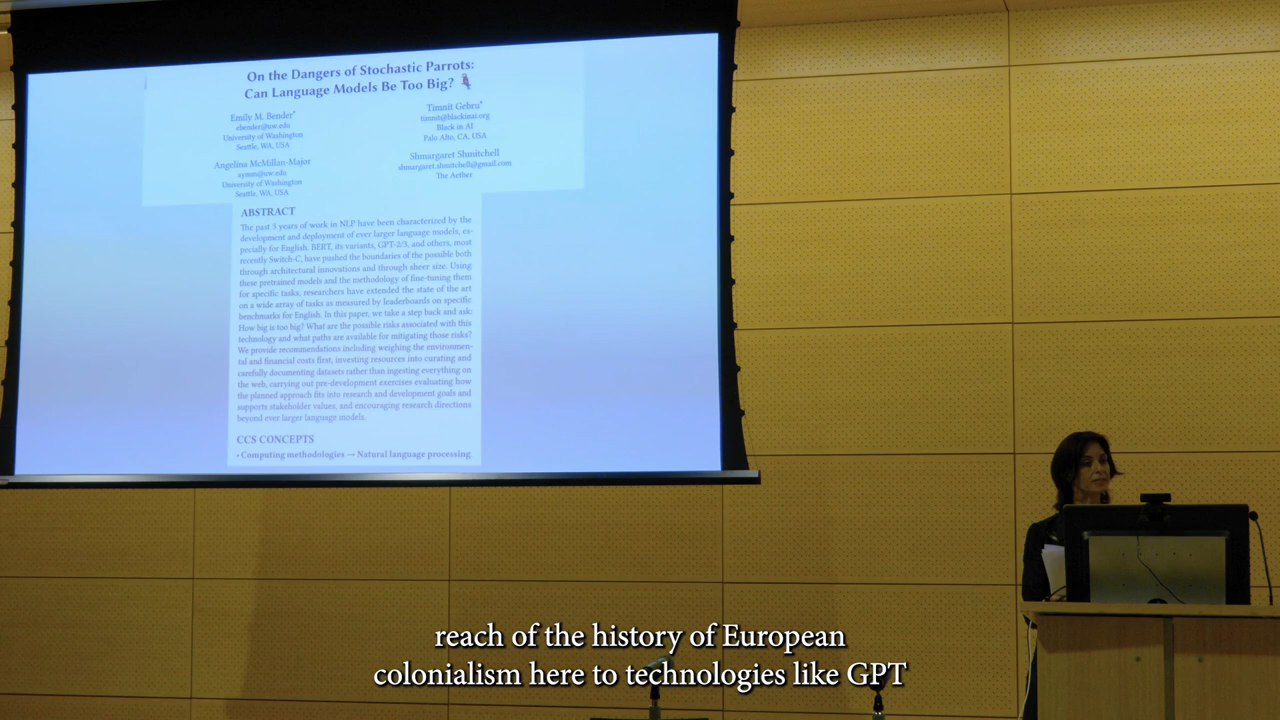 On the Dangers of Stochastic Parrots:
Can Language Models Be Too Big? 🦜
Emily M. Bender*
ebender@uw.edu
University of Washington
Seattle, WA, USA
Timnit Gebru*
timnit@blackinai.org
Black in AI
Palo Alto, CA, USA
Angelina McMillan-Major
aymm@uw.edu
University of Washington
Seattle, WA, USA
Shmargaret Shmitchell
shmargaret.shmitchell@gmail.com
The Aether
ABSTRACT
The past 3 years of work in NLP have been characterized by the
development and deployment of ever larger language models, es-
pecially for English. BERT, its variants, GPT-2/3, and others, most
recently Switch-C, have pushed the boundaries of the possible both
through architectural innovations and through sheer size. Using
these pretrained models and the methodology of fine-tuning them
for specific tasks, researchers have extended the state of the art
on a wide array of tasks as measured by leaderboards on specific
benchmarks for English. In this paper, we take a step back and ask:
How big is too big? What are the possible risks associated with this
technology and what paths are available for mitigating those risks?
We provide recommendations including weighing the environmen-
tal and financial costs first, investing resources into curating and
carefully documenting datasets rather than ingesting everything on
the web, carrying out pre-development exercises evaluating how
the planned approach fits into research and development goals and
supports stakeholder values, and encouraging research directions
beyond ever larger language models.
CCS CONCEPTS
• Computing methodologies → Natural language processing.
reach of the history of European
colonialism here to technologies like GPT